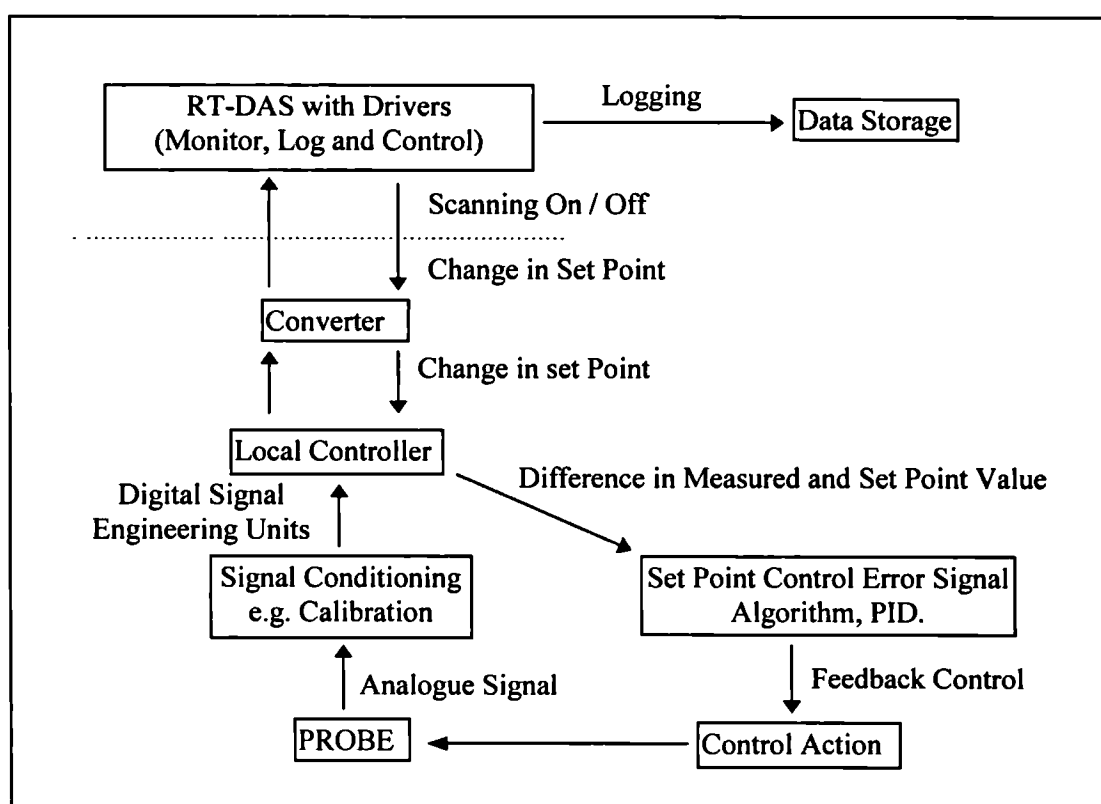 RT-DAS with Drivers
(Monitor, Log and Control)
Logging
Data Storage
Scanning On / Off
Change in Set Point
Converter
Change in set Point
Local Controller
Difference in Measured and Set Point Value
Digital Signal
Engineering Units
Signal Conditioning
e.g. Calibration
Set Point Control Error Signal
Algorithm, PID.
Analogue Signal
Feedback Control
PROBE
Control Action